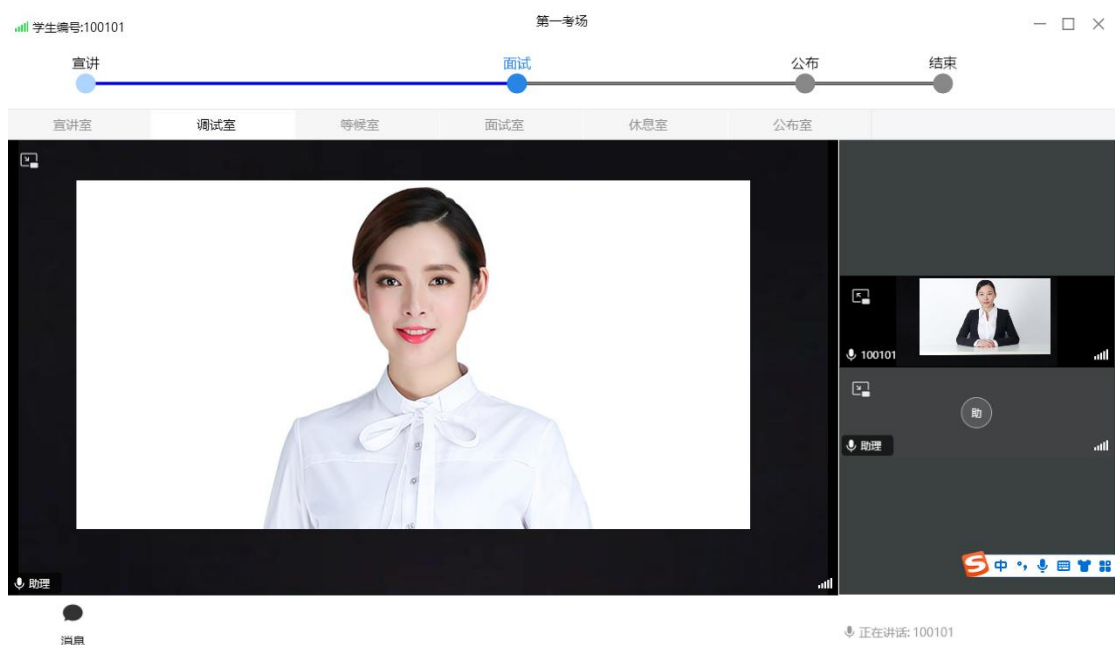 学生编号:100101
第一考场
宣讲 面试 公布 结束
宣讲室 调试室 等候室 面试室 休息室 公布室
100101
助
助理
助理
中
消息
正在讲话: 100101